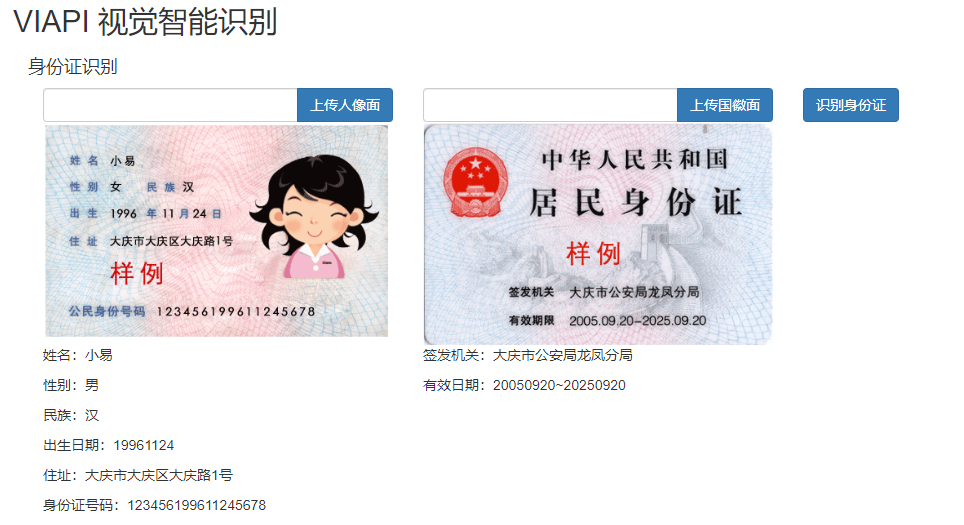 VIAPI 视觉智能识别
身份证识别
上传人像面
上传国徽面
识别身份证
姓名 小易
性别 女 民族 汉
出生 1996 年 11 月 24 日
住址 大庆市大庆区大庆路1号
样例
公民身份号码 123456199611245678
中华人民共和国
居民身份证
样例
签发机关 大庆市公安局龙凤分局
有效期限 2005.09.20-2025.09.20
姓名：小易
性别：男
民族：汉
出生日期：19961124
住址：大庆市大庆区大庆路1号
身份证号码：123456199611245678
签发机关：大庆市公安局龙凤分局
有效日期：20050920~20250920